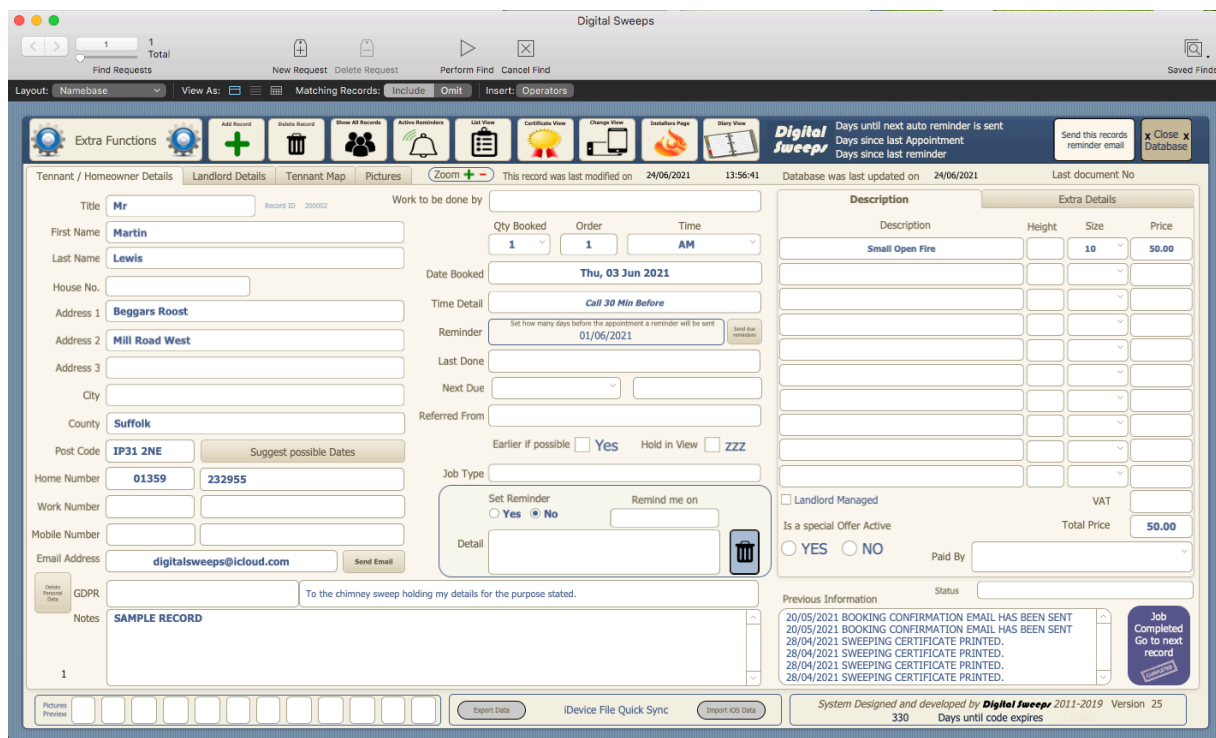 Digital Sweeps
1 1
Total
Find Requests New Request Delete Request Perform Find Cancel Find Saved Finds
Layout: Namebase View As: Matching Records: Include Omit Insert: Operators
Extra Functions
Add Record Delete Record Show All Records Active Reminders List View Certificate View Change View Installers Page Diary View
Digital Sweeps
Days until next auto reminder is sent
Days since last Appointment
Days since last reminder
Send this records reminder email
x Close x
Database
Tennant / Homeowner Details Landlord Details Tennant Map Pictures Zoom + − This record was last modified on 24/06/2021 13:56:41 Database was last updated on 24/06/2021 Last document No
Title Mr Record ID 200002
First Name Martin
Last Name Lewis
House No.
Address 1 Beggars Roost
Address 2 Mill Road West
Address 3
City
County Suffolk
Post Code IP31 2NE Suggest possible Dates
Home Number 01359 232955
Work Number
Mobile Number
Email Address digitalsweeps@icloud.com Send Email
Work to be done by
Qty Booked Order Time
1 1 AM
Date Booked Thu, 03 Jun 2021
Time Detail Call 30 Min Before
Reminder Set how many days before the appointment a reminder will be sent
01/06/2021 Send due reminders
Last Done
Next Due
Referred From
Earlier if possible Yes Hold in View zzz
Job Type
Set Reminder Remind me on
Yes No
Detail
Description Extra Details
Description Height Size Price
Small Open Fire 10 50.00
Landlord Managed VAT
Is a special Offer Active Total Price 50.00
YES NO Paid By
Delete Personal Data GDPR To the chimney sweep holding my details for the purpose stated.
Notes SAMPLE RECORD
1
Status
Previous Information
20/05/2021 BOOKING CONFIRMATION EMAIL HAS BEEN SENT
20/05/2021 BOOKING CONFIRMATION EMAIL HAS BEEN SENT
28/04/2021 SWEEPING CERTIFICATE PRINTED.
28/04/2021 SWEEPING CERTIFICATE PRINTED.
28/04/2021 SWEEPING CERTIFICATE PRINTED.
28/04/2021 SWEEPING CERTIFICATE PRINTED.
Job
Completed
Go to next
record
COMPLETED
Pictures Preview
Export Data iDevice File Quick Sync Import IOS Data
System Designed and developed by Digital Sweeps 2011-2019 Version 25
330 Days until code expires